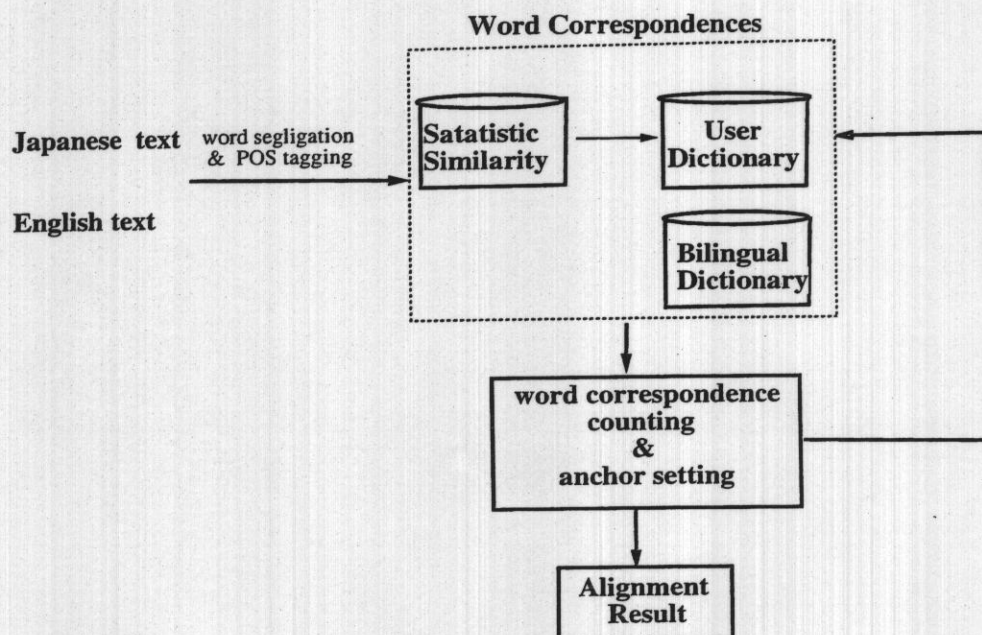 Word Correspondences
Satatistic
Similarity
User
Dictionary
Bilingual
Dictionary
Japanese text
word segligation
& POS tagging
English text
word correspondence
counting
&
anchor setting
Alignment
Result